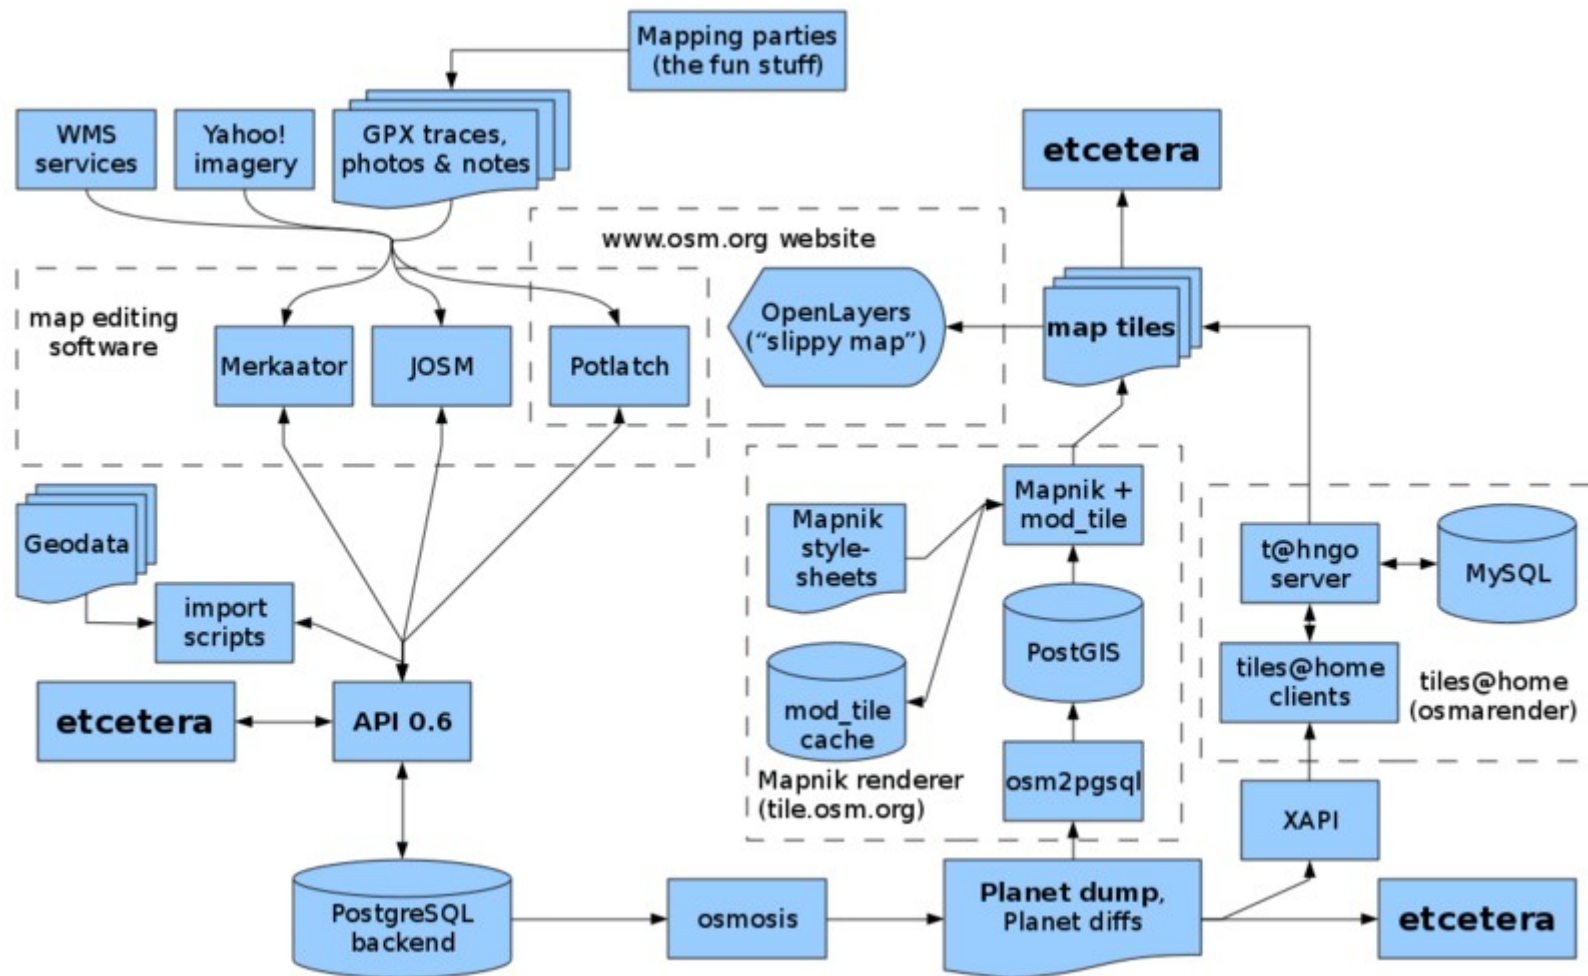 Mapping parties
(the fun stuff)
WMS
services
Yahoo!
imagery
GPX traces,
photos & notes
etcetera
www.osm.org website
map editing
software
OpenLayers
(“slippy map”)
map tiles
Merkaator
JOSM
Potlatch
Geodata
import
scripts
Mapnik
style-
sheets
Mapnik +
mod_tile
t@hngo
server
MySQL
PostGIS
tiles@home
clients
tiles@home
(osmarender)
etcetera
API 0.6
mod_tile
cache
Mapnik renderer
(tile.osm.org)
osm2pgsql
XAPI
PostgreSQL
backend
osmosis
Planet dump,
Planet diffs
etcetera